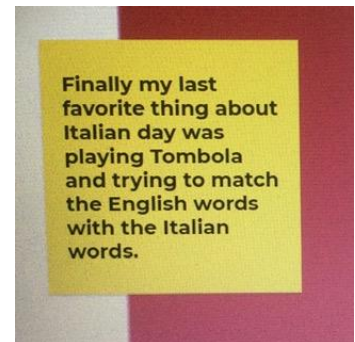 Finally my last
favorite thing about
Italian day was
playing Tombola
and trying to match
the English words
with the Italian
words.